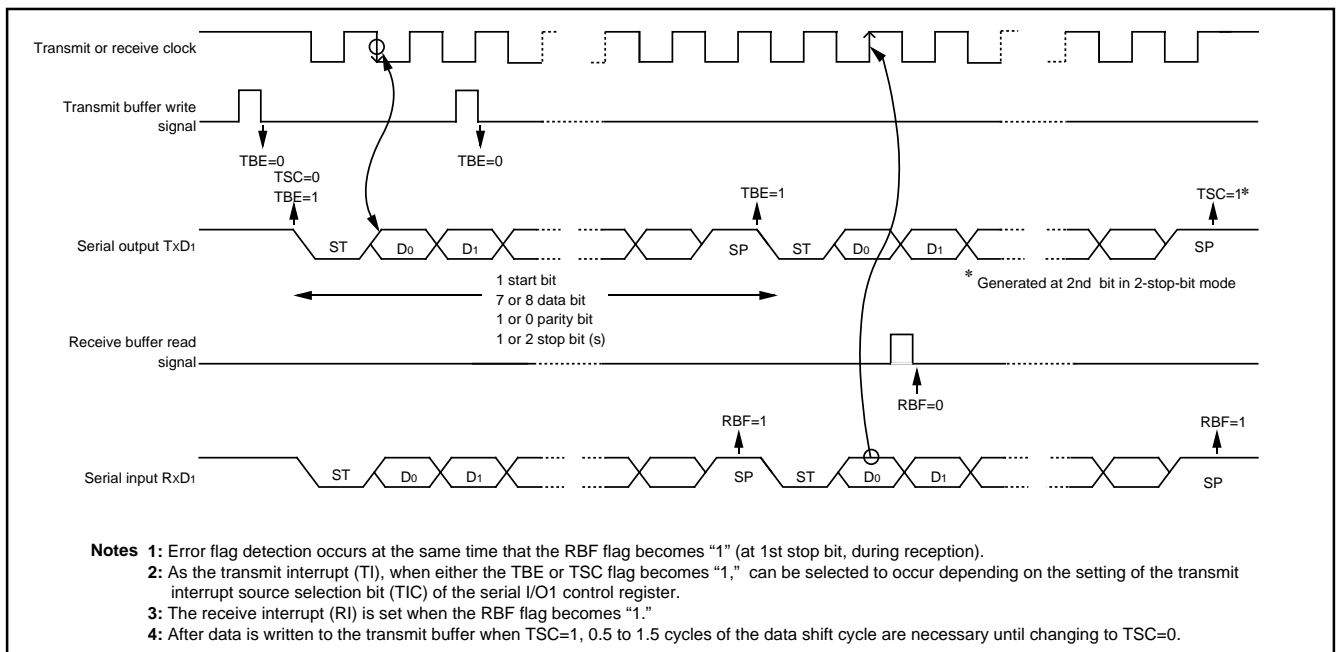 Transmit or receive clock
Transmit buffer write
signal
TBE=0
TBE=0
TSC=0
TBE=1
TBE=1
TSC=1*
Serial output TxD1
ST
D0
D1
SP
ST
D0
D1
SP
* Generated at 2nd bit in 2-stop-bit mode
1 start bit
7 or 8 data bit
1 or 0 parity bit
1 or 2 stop bit (s)
Receive buffer read
signal
RBF=0
RBF=1
RBF=1
Serial input RxD1
ST
D0
D1
SP
ST
D0
D1
SP
Notes 1: Error flag detection occurs at the same time that the RBF flag becomes “1” (at 1st stop bit, during reception).
2: As the transmit interrupt (TI), when either the TBE or TSC flag becomes “1,” can be selected to occur depending on the setting of the transmit
interrupt source selection bit (TIC) of the serial I/O1 control register.
3: The receive interrupt (RI) is set when the RBF flag becomes “1.”
4: After data is written to the transmit buffer when TSC=1, 0.5 to 1.5 cycles of the data shift cycle are necessary until changing to TSC=0.